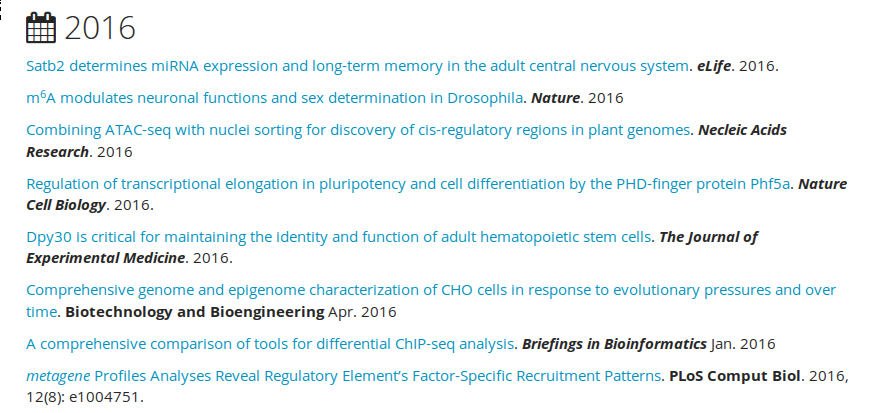 2016
Satb2 determines miRNA expression and long-term memory in the adult central nervous system. eLife. 2016.
m⁶A modulates neuronal functions and sex determination in Drosophila. Nature. 2016
Combining ATAC-seq with nuclei sorting for discovery of cis-regulatory regions in plant genomes. Necleic Acids
Research. 2016
Regulation of transcriptional elongation in pluripotency and cell differentiation by the PHD-finger protein Phf5a. Nature
Cell Biology. 2016.
Dpy30 is critical for maintaining the identity and function of adult hematopoietic stem cells. The Journal of
Experimental Medicine. 2016.
Comprehensive genome and epigenome characterization of CHO cells in response to evolutionary pressures and over
time. Biotechnology and Bioengineering Apr. 2016
A comprehensive comparison of tools for differential ChIP-seq analysis. Briefings in Bioinformatics Jan. 2016
metagene Profiles Analyses Reveal Regulatory Element's Factor-Specific Recruitment Patterns. PLoS Comput Biol. 2016,
12(8): e1004751.